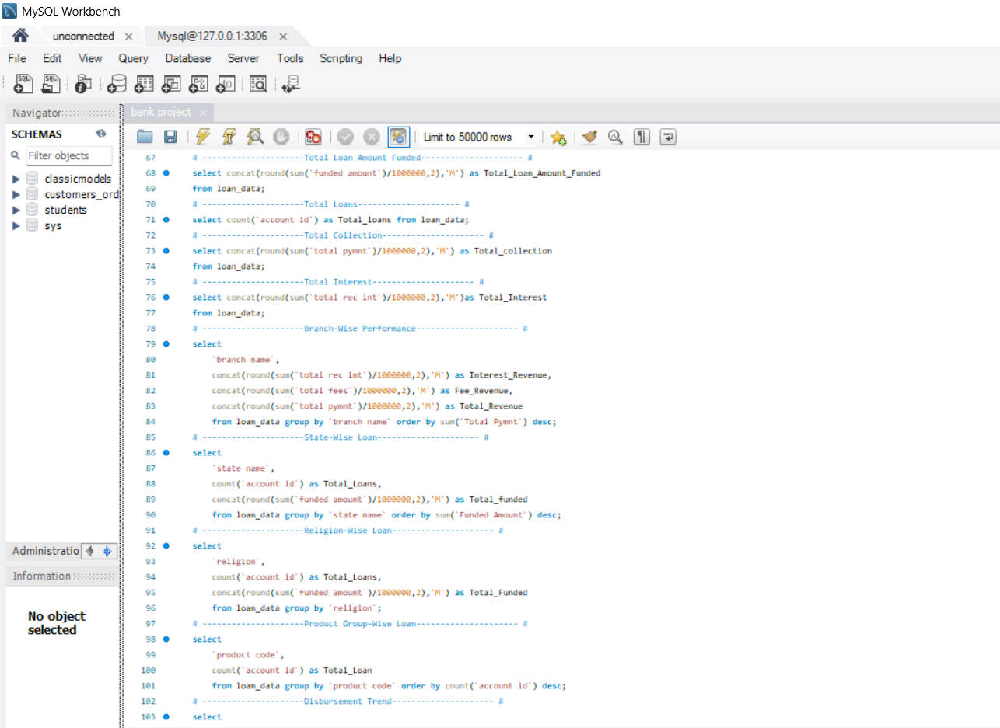 MySQL Workbench
unconnected
Mysql@127.0.0.1:3306
File Edit View Query Database Server Tools Scripting Help
Navigator
SCHEMAS
Filter objects
classicmodels
customers_ord
students
sys
Administratio
Information
No object
selected
bank project
Limit to 50000 rows
67 # ---------------------Total Loan Amount Funded--------------------- #
68 select concat(round(sum(`funded amount`)/1000000,2),'M') as Total_Loan_Amount_Funded
69 from loan_data;
70 # ---------------------Total Loans--------------------- #
71 select count(`account id`) as Total_loans from loan_data;
72 # ---------------------Total Collection--------------------- #
73 select concat(round(sum(`total pymnt`)/1000000,2),'M') as Total_collection
74 from loan_data;
75 # ---------------------Total Interest--------------------- #
76 select concat(round(sum(`total rec int`)/1000000,2),'M')as Total_Interest
77 from loan_data;
78 # ---------------------Branch-Wise Performance--------------------- #
79 select
80 `branch name`,
81 concat(round(sum(`total rec int`)/1000000,2),'M') as Interest_Revenue,
82 concat(round(sum(`total fees`)/1000000,2),'M') as Fee_Revenue,
83 concat(round(sum(`total pymnt`)/1000000,2),'M') as Total_Revenue
84 from loan_data group by `branch name` order by sum(`Total Pymnt`) desc;
85 # ---------------------State-Wise Loan--------------------- #
86 select
87 `state name`,
88 count(`account id`) as Total_Loans,
89 concat(round(sum(`funded amount`)/1000000,2),'M') as Total_funded
90 from loan_data group by `state name` order by sum(`Funded Amount`) desc;
91 # ---------------------Religion-Wise Loan--------------------- #
92 select
93 `religion`,
94 count(`account id`) as Total_Loans,
95 concat(round(sum(`funded amount`)/1000000,2),'M') as Total_Funded
96 from loan_data group by `religion`;
97 # ---------------------Product Group-Wise Loan--------------------- #
98 select
99 `product code`,
100 count(`account id`) as Total_Loan
101 from loan_data group by `product code` order by count(`account id`) desc;
102 # ---------------------Disbursement Trend--------------------- #
103 select